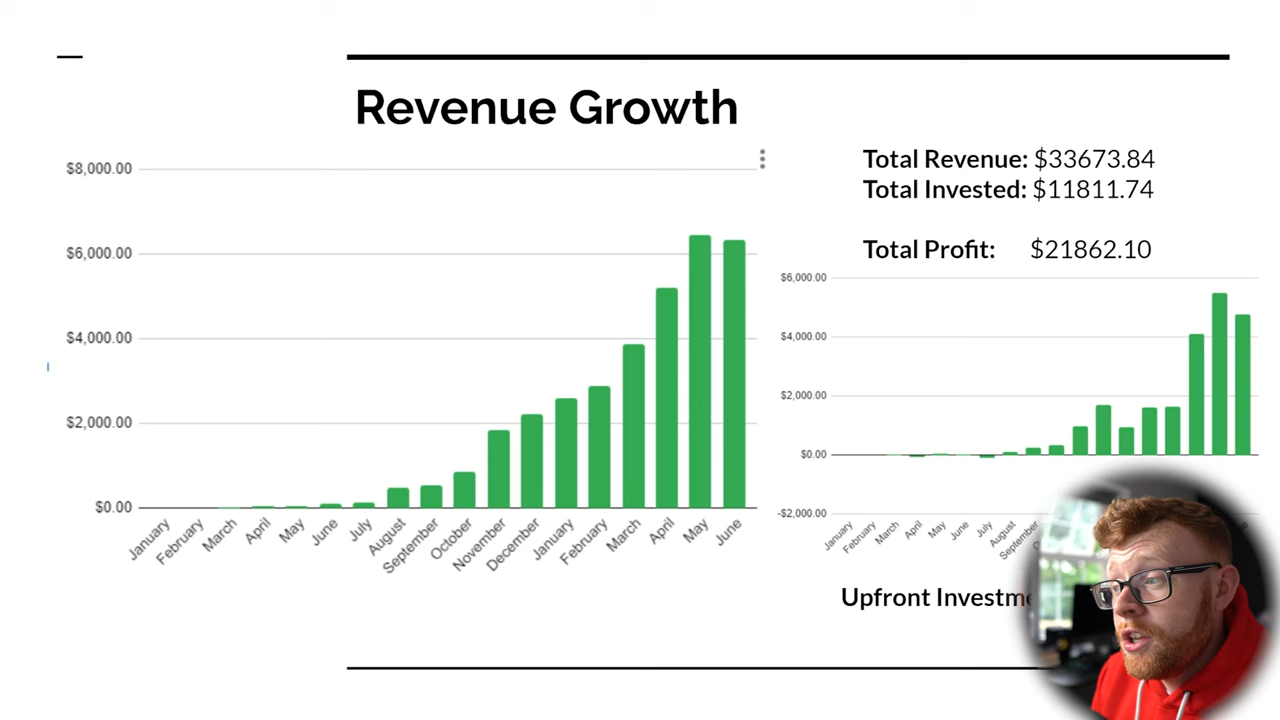 Revenue Growth
$8,000.00
$6,000.00
$4,000.00
$2,000.00
$0.00
January
February
March
April
May
June
July
August
September
October
November
December
January
February
March
April
May
June
Total Revenue: $33673.84
Total Invested: $11811.74
Total Profit: $21862.10
$6,000.00
$4,000.00
$2,000.00
$0.00
-$2,000.00
January
February
March
April
May
June
July
August
September
Upfront